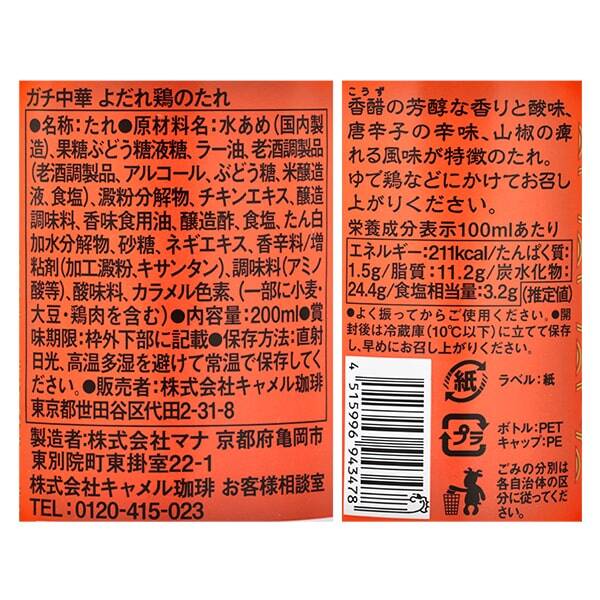 ガチ中華 よだれ鶏のたれ
●名称:たれ●原材料名:水あめ(国内製
造)、果糖ぶどう糖液糖、ラー油、老酒調製品
(老酒調製品、アルコール、ぶどう糖、米醸造
液、食塩)、澱粉分解物、チキンエキス、醸造
調味料、香味食用油、醸造酢、食塩、たん白
加水分解物、砂糖、ネギエキス、香辛料/増
粘剤(加工澱粉、キサンタン)、調味料(アミノ
酸等)、酸味料、カラメル色素、(一部に小麦・
大豆・鶏肉を含む)●内容量:200ml●賞
味期限:枠外下部に記載●保存方法:直射
日光、高温多湿を避けて常温で保存してく
ださい。●販売者:株式会社キャメル珈琲
東京都世田谷区代田2-31-8
製造者:株式会社マナ 京都府亀岡市
東別院町東掛室22-1
株式会社キャメル珈琲 お客様相談室
TEL:0120-415-023
こうず
香醋の芳醇な香りと酸味、
唐辛子の辛味、山椒の痺
れる風味が特徴のたれ。
ゆで鶏などにかけてお召し
上がりください。
栄養成分表示100mlあたり
エネルギー:211kcal/たんぱく質:
1.5g/脂質:11.2g/炭水化物:
24.4g/食塩相当量:3.2g(推定値)
●よく振ってからご使用ください。●開
封後は冷蔵庫(10℃以下)に立てて保存
し、早めにお召し上がりください。
4 515996 943478
紙
ラベル:紙
プラ
ボトル:PET
キャップ:PE
ごみの分別は
各自治体の区
分に従ってくだ
さい。